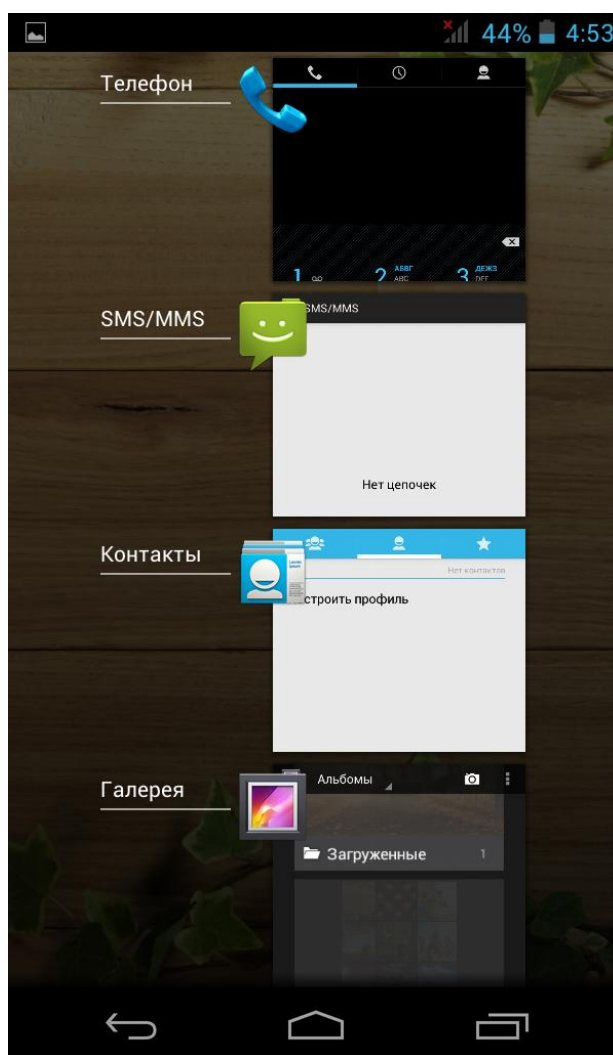 44% 4:53
Телефон
1 2 АБВГ ABC 3 ДЕЖЗ DEF
SMS/MMS
SMS/MMS
Нет цепочек
Контакты
Нет контактов
строить профиль
Галерея
Альбомы
Загруженные 1